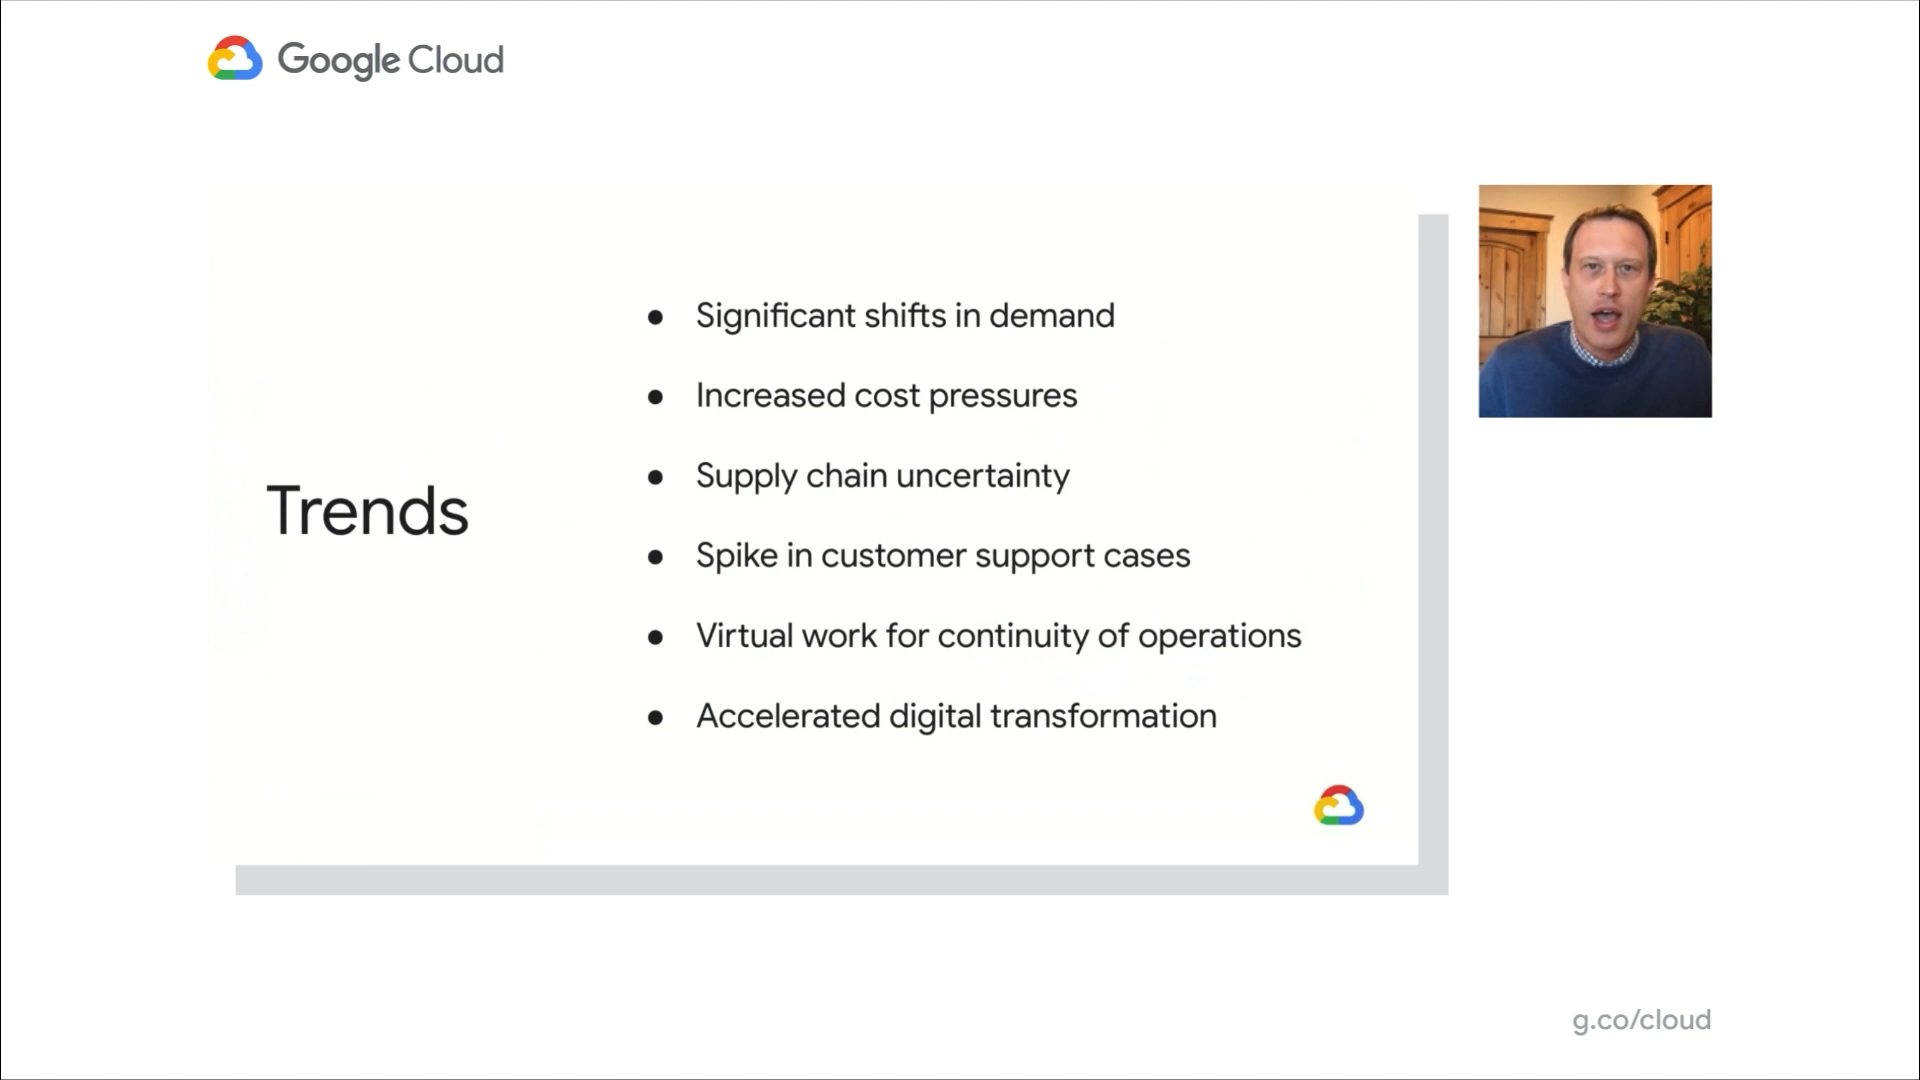 Google Cloud
Trends
● Significant shifts in demand
● Increased cost pressures
● Supply chain uncertainty
● Spike in customer support cases
● Virtual work for continuity of operations
● Accelerated digital transformation
g.co/cloud